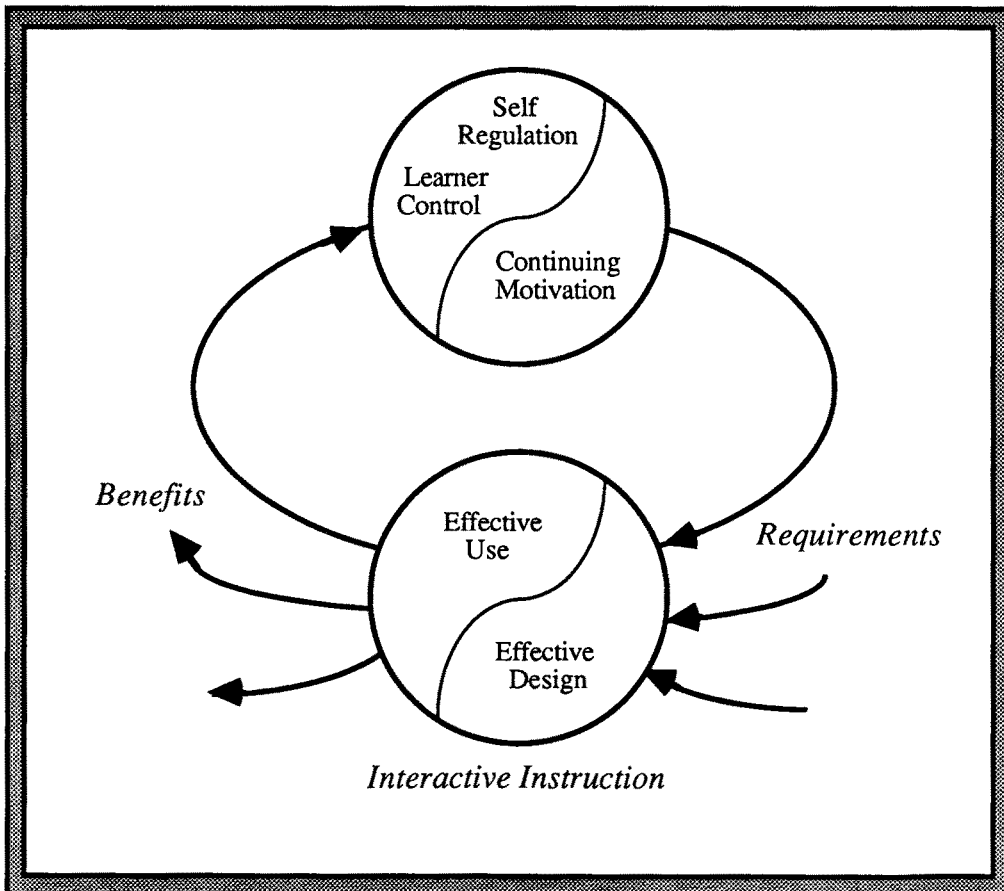 Self
Regulation
Learner
Control
Continuing
Motivation
Benefits
Effective
Use
Requirements
Effective
Design
Interactive Instruction